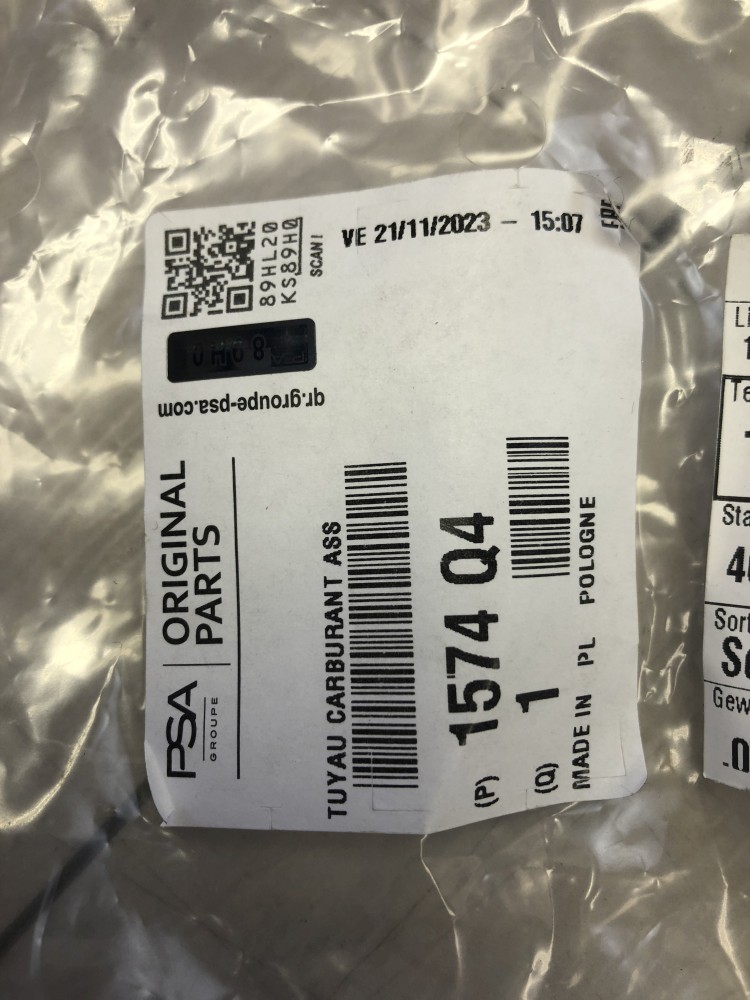 89HL20
KS89H0
SCAN!
VE 21/11/2023 – 15:07
qr.groupe-psa.com
PSA
GROUPE
ORIGINAL
PARTS
TUYAU CARBURANT ASS
(P) 1574 Q4
(Q) 1
MADE IN PL POLOGNE